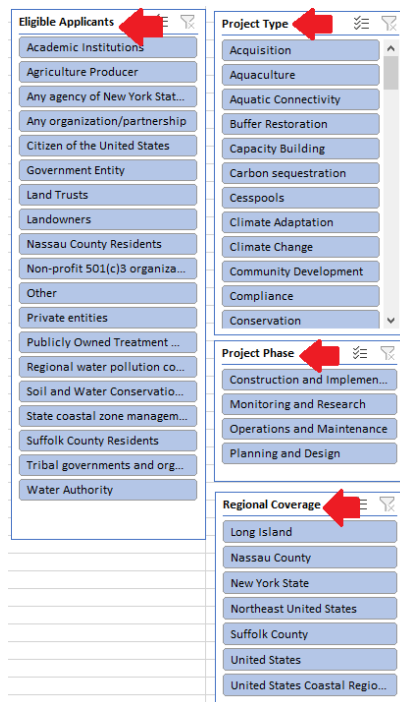 Eligible Applicants
Academic Institutions
Agriculture Producer
Any agency of New York Stat...
Any organization/partnership
Citizen of the United States
Government Entity
Land Trusts
Landowners
Nassau County Residents
Non-profit 501(c)3 organiza...
Other
Private entities
Publicly Owned Treatment ...
Regional water pollution co...
Soil and Water Conservatio...
State coastal zone managem...
Suffolk County Residents
Tribal governments and org...
Water Authority
Project Type
Acquisition
Aquaculture
Aquatic Connectivity
Buffer Restoration
Capacity Building
Carbon sequestration
Cesspools
Climate Adaptation
Climate Change
Community Development
Compliance
Conservation
Project Phase
Construction and Implemen...
Monitoring and Research
Operations and Maintenance
Planning and Design
Regional Coverage
Long Island
Nassau County
New York State
Northeast United States
Suffolk County
United States
United States Coastal Regio...